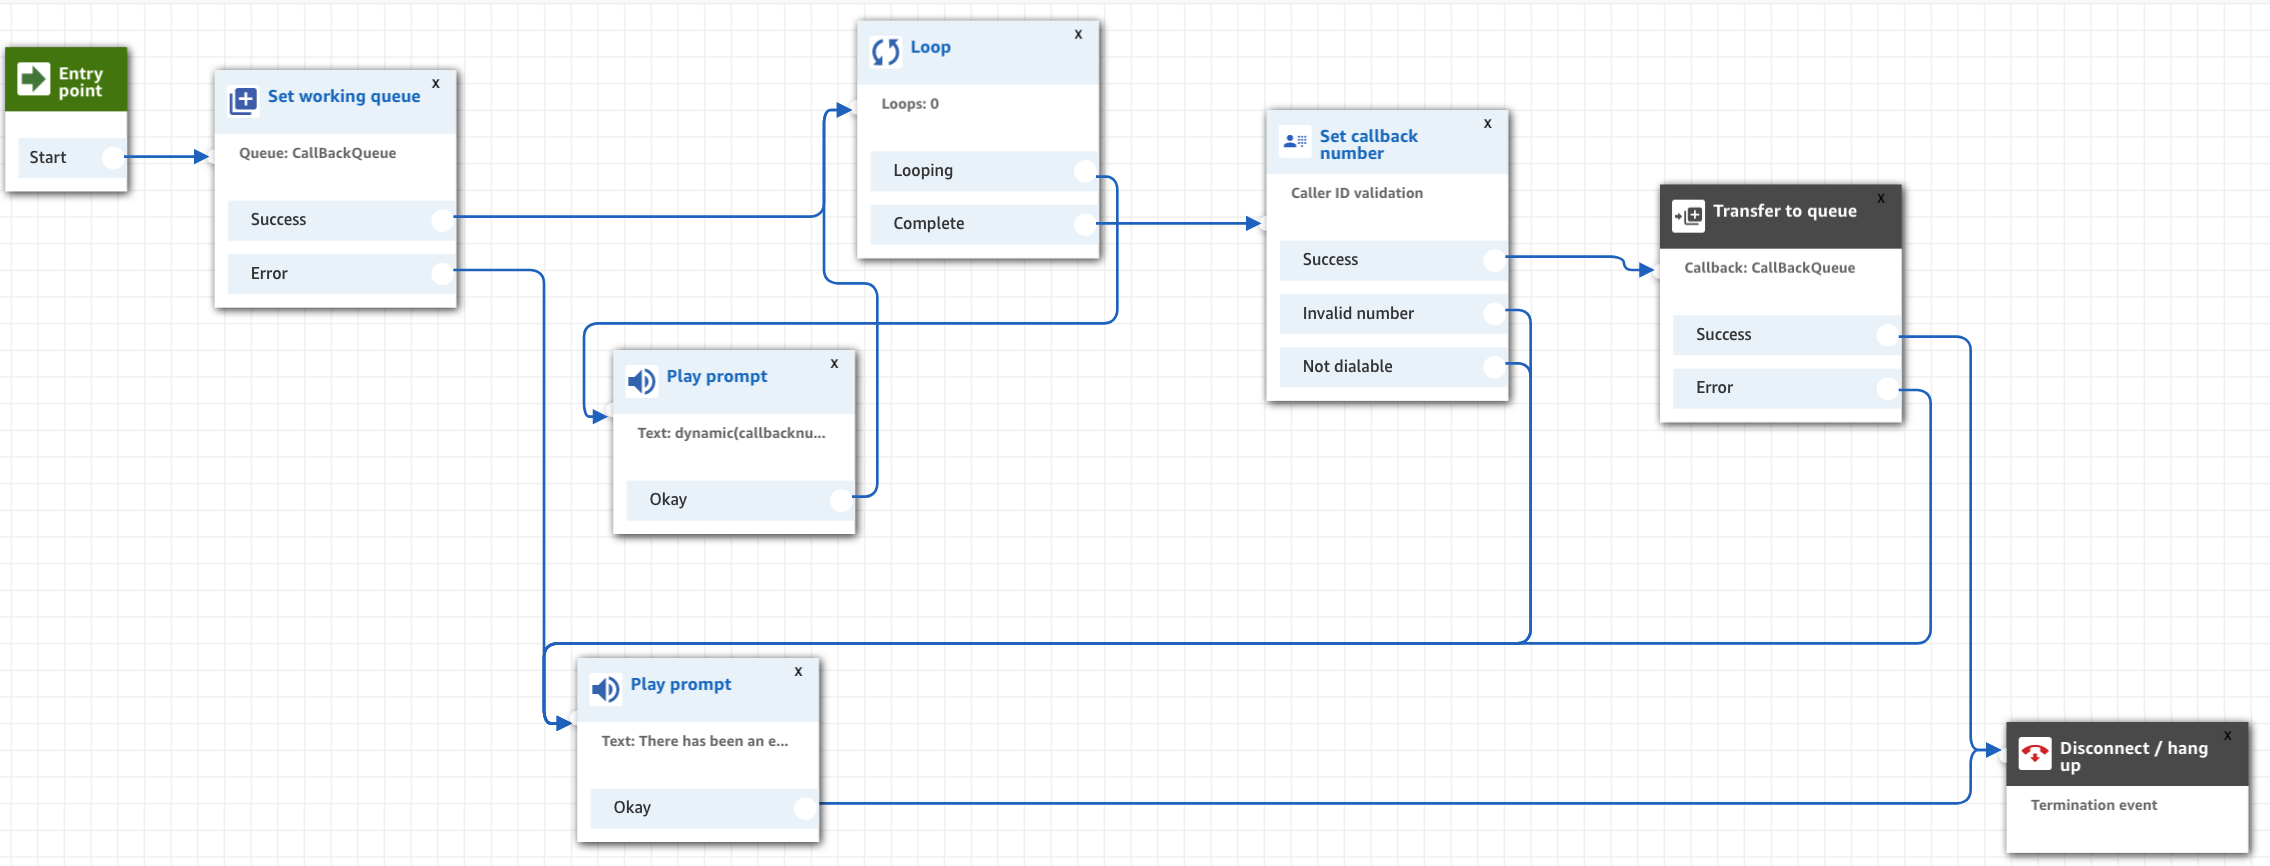 Entry
point
Start
Set working queue
x
Queue: CallBackQueue
Success
Error
Loop
x
Loops: 0
Looping
Complete
Play prompt
x
Text: dynamic(callbacknu...
Okay
Set callback
number
x
Caller ID validation
Success
Invalid number
Not dialable
Transfer to queue
x
Callback: CallBackQueue
Success
Error
Play prompt
x
Text: There has been an e...
Okay
Disconnect / hang
up
x
Termination event